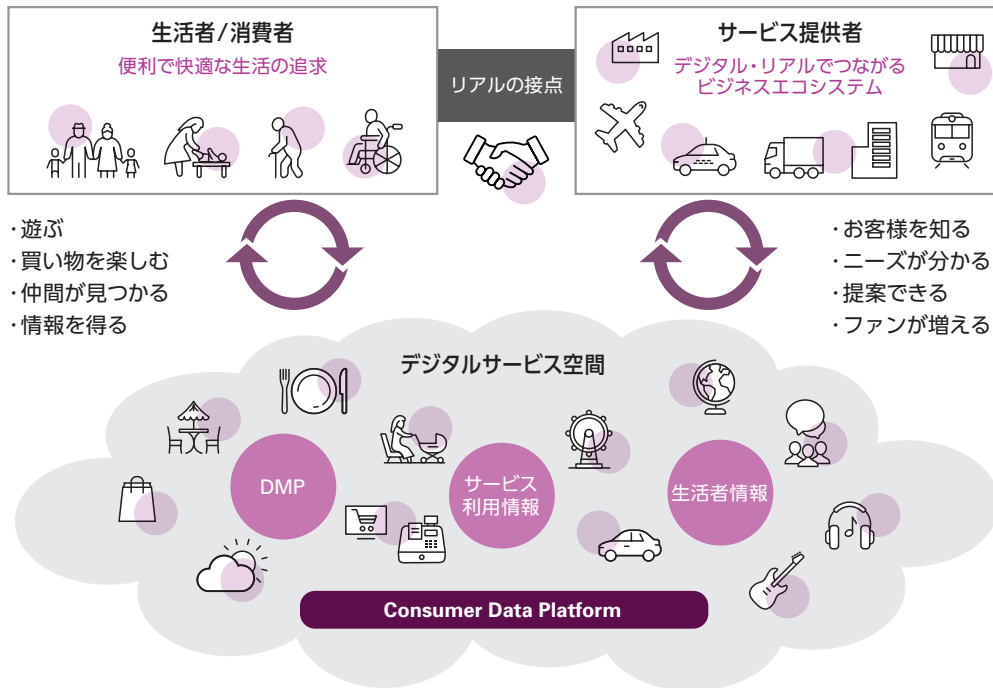 生活者/消費者
便利で快適な生活の追求
リアルの接点
サービス提供者
デジタル・リアルでつながる
ビジネスエコシステム
・遊ぶ
・買い物を楽しむ
・仲間が見つかる
・情報を得る
・お客様を知る
・ニーズが分かる
・提案できる
・ファンが増える
デジタルサービス空間
DMP
サービス
利用情報
生活者情報
Consumer Data Platform